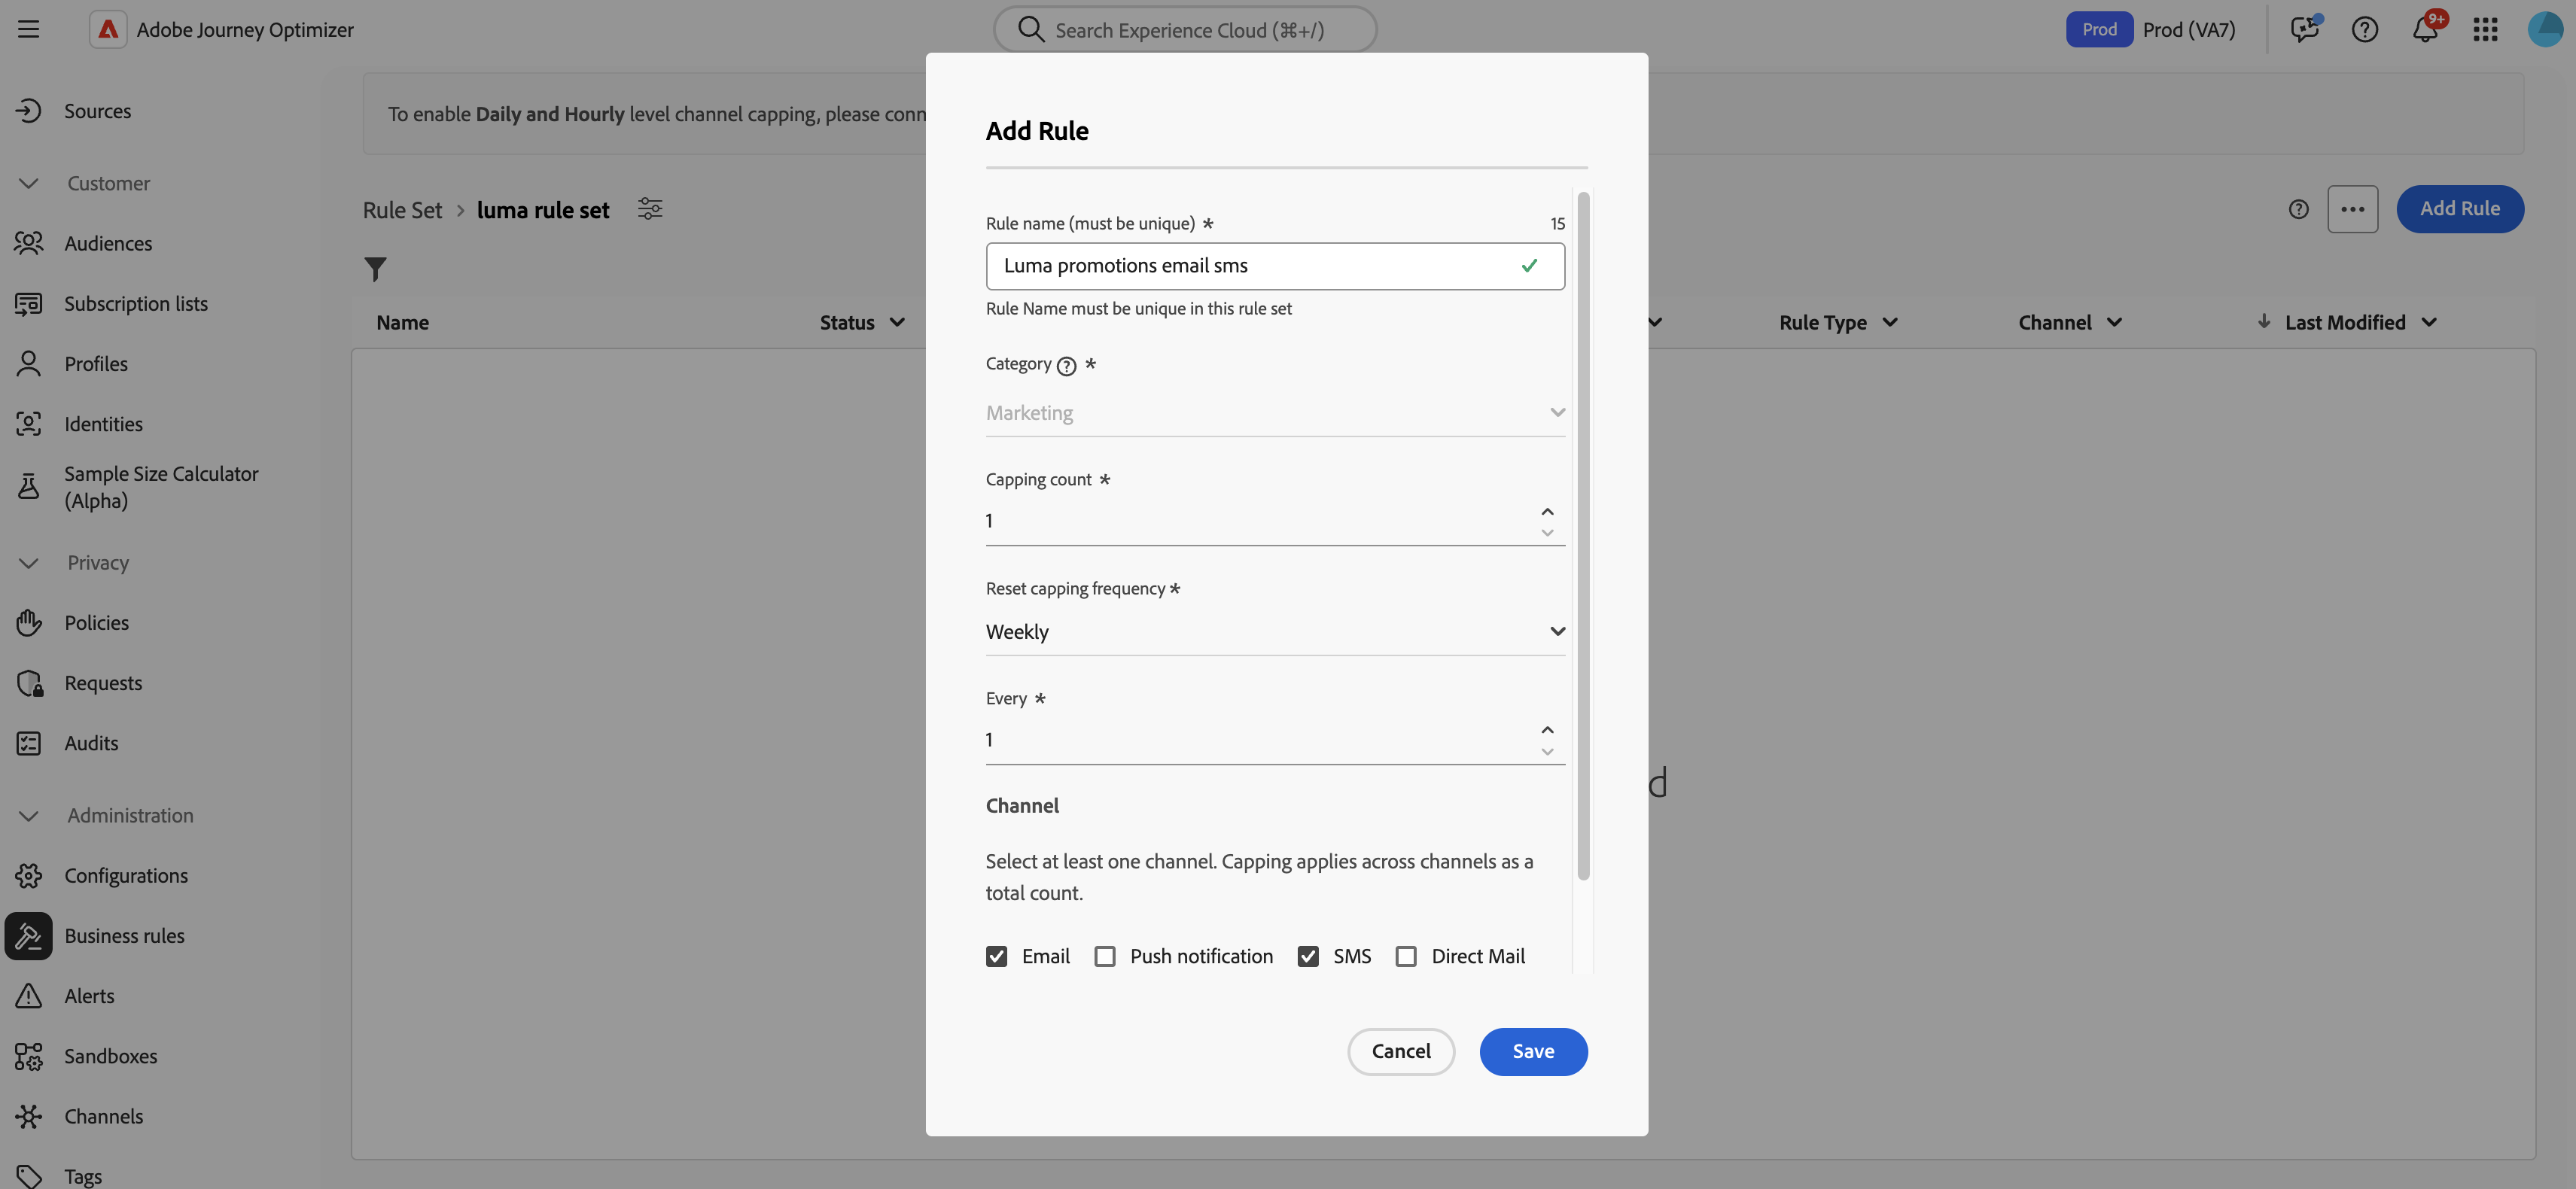 Adobe Journey Optimizer
Search Experience Cloud (⌘+/)
Prod
Prod (VA7)
9+
Sources
Customer
Audiences
Subscription lists
Profiles
Identities
Sample Size Calculator
(Alpha)
Privacy
Policies
Requests
Audits
Administration
Configurations
Business rules
Alerts
Sandboxes
Channels
Tags
To enable Daily and Hourly level channel capping, please conn
Rule Set > luma rule set
Add Rule
Name
Status
Rule Type
Channel
Last Modified
d
Add Rule
Rule name (must be unique) *
15
Luma promotions email sms
Rule Name must be unique in this rule set
Category *
Marketing
Capping count *
1
Reset capping frequency *
Weekly
Every *
1
Channel
Select at least one channel. Capping applies across channels as a
total count.
Email
Push notification
SMS
Direct Mail
Cancel
Save